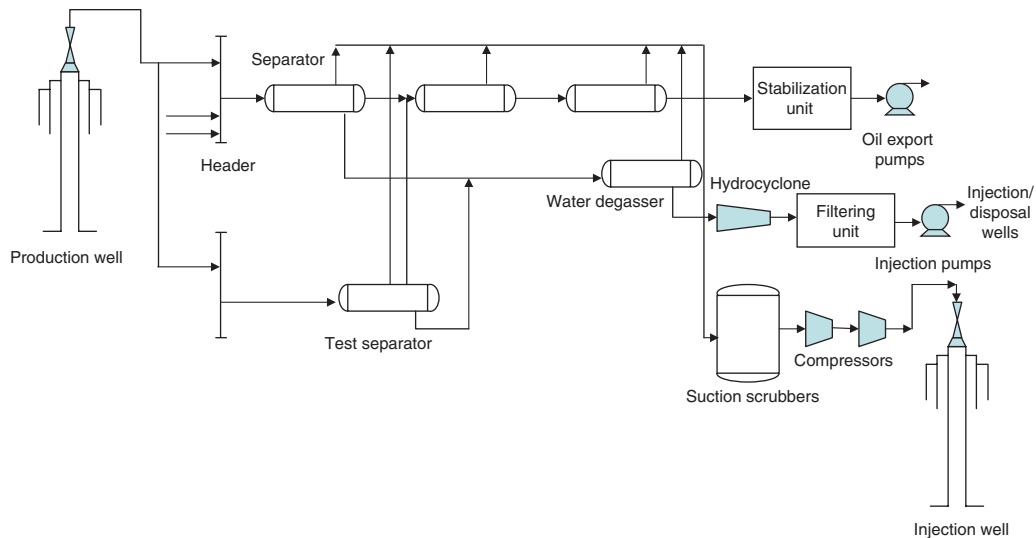 Separator
Stabilization
unit
Oil export
pumps
Header
Production well
Water degasser
Hydrocyclone
Filtering
unit
Injection/
disposal
wells
Injection pumps
Test separator
Compressors
Suction scrubbers
Injection well